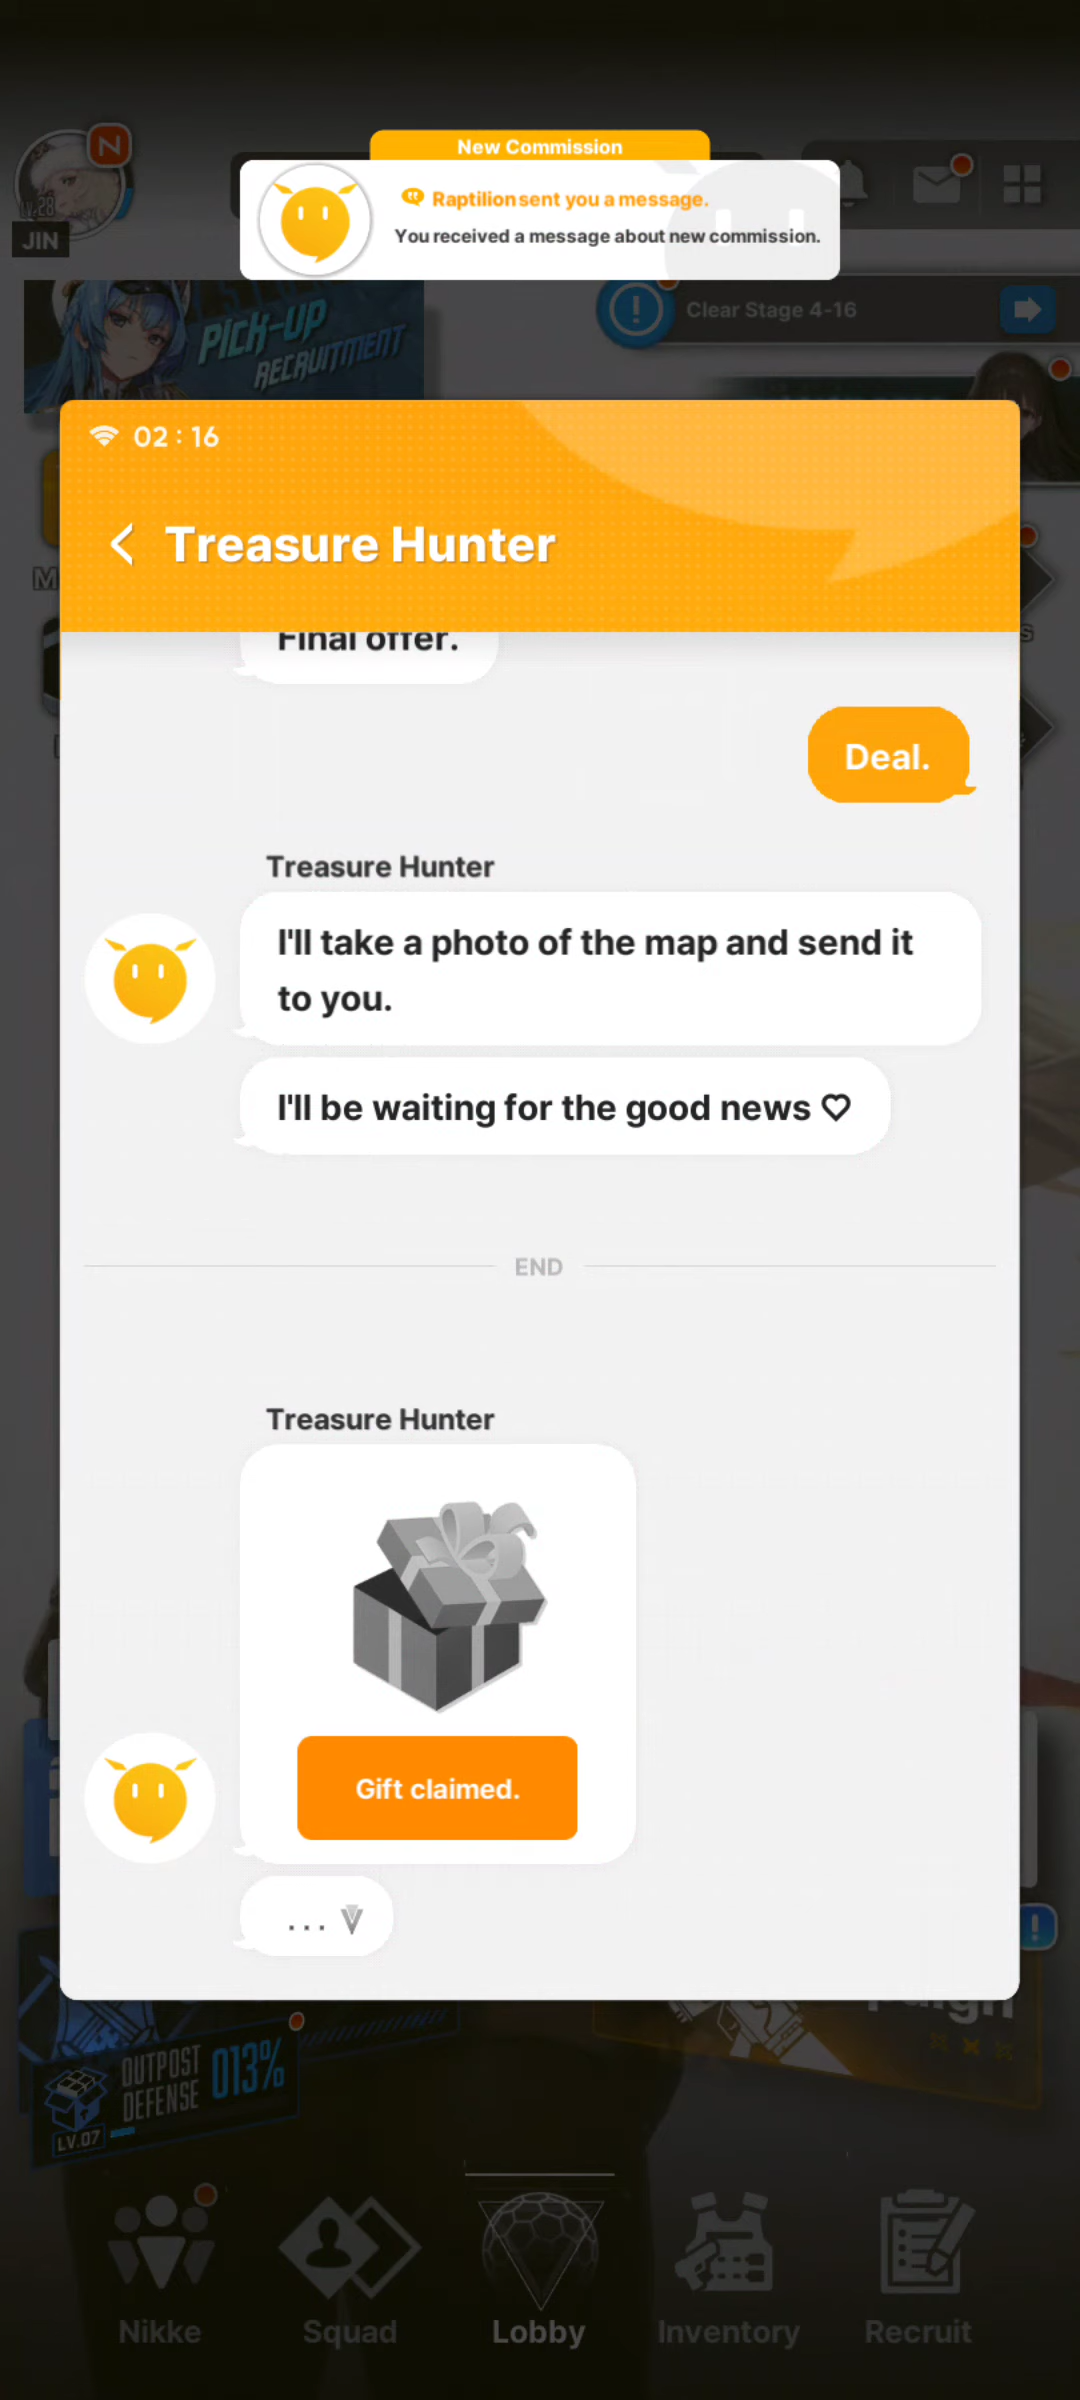 New Commission
Raptilion sent you a message.
You received a message about new commission.
N
LV.28
JIN
PICK-UP
RECRUITMENT
Clear Stage 4-16
02 : 16
Treasure Hunter
Final offer.
Deal.
Treasure Hunter
I'll take a photo of the map and send it
to you.
I'll be waiting for the good news ♡
END
Treasure Hunter
Gift claimed.
...
OUTPOST
DEFENSE
013%
LV.07
Nikke
Squad
Lobby
Inventory
Recruit